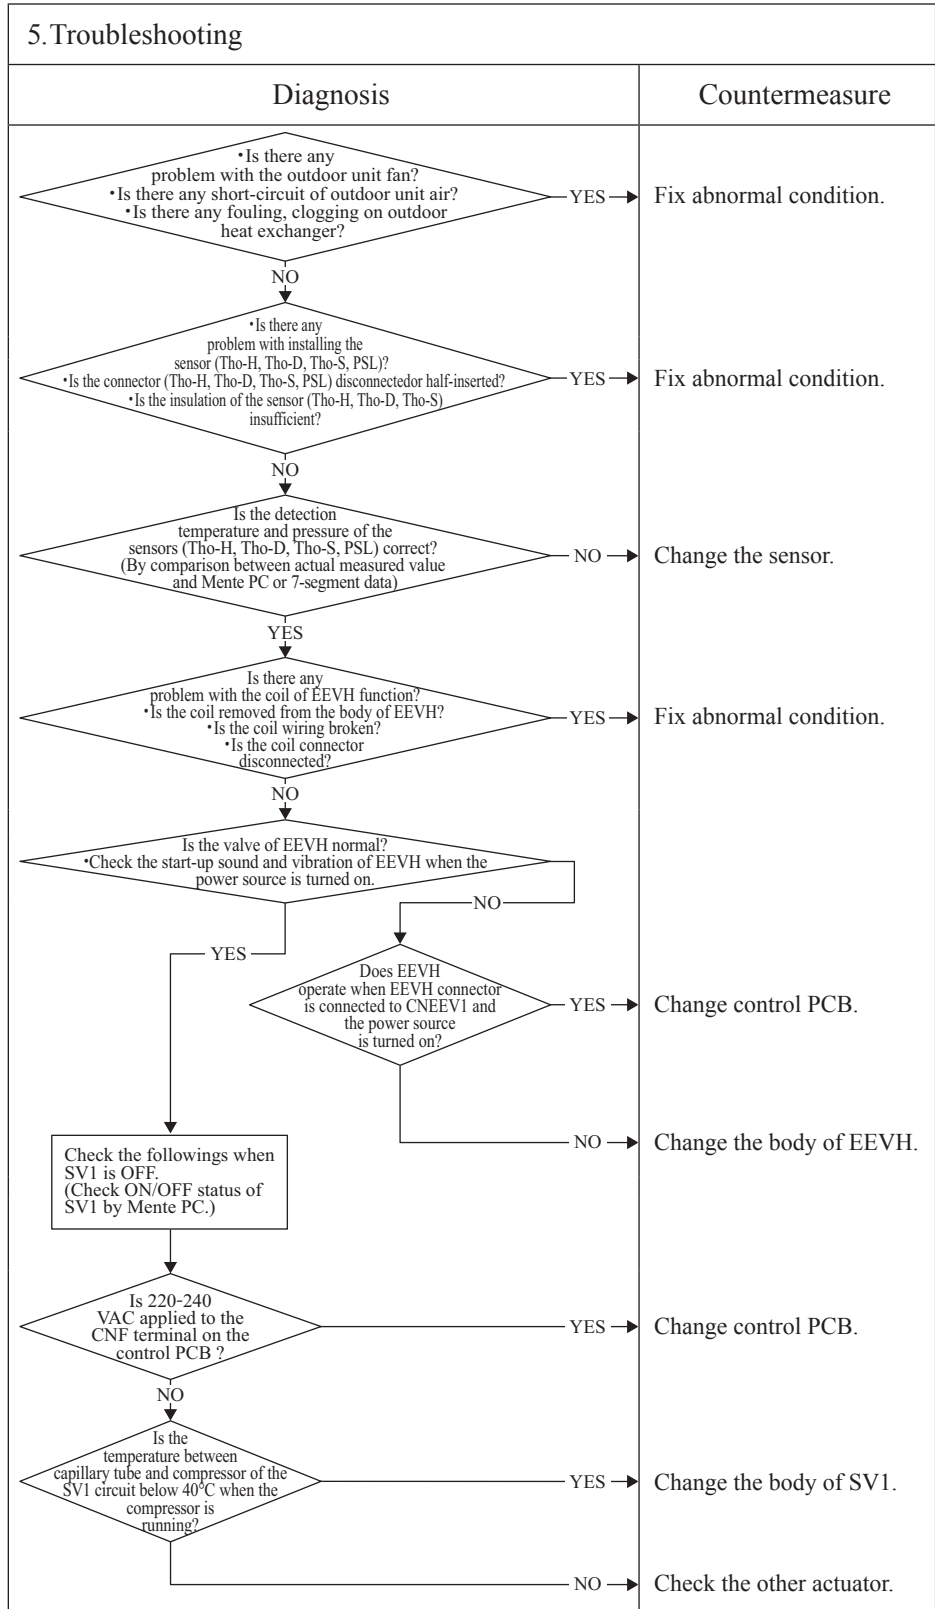 5.Troubleshooting
Diagnosis
Countermeasure
・Is there any
problem with the outdoor unit fan?
・Is there any short-circuit of outdoor unit air?
・Is there any fouling, clogging on outdoor
heat exchanger?
YES
Fix abnormal condition.
NO
・Is there any
problem with installing the
sensor (Tho-H, Tho-D, Tho-S, PSL)?
・Is the connector (Tho-H, Tho-D, Tho-S, PSL) disconnectedor half-inserted?
・Is the insulation of the sensor (Tho-H, Tho-D, Tho-S)
insufficient?
YES
Fix abnormal condition.
NO
Is the detection
temperature and pressure of the
sensors (Tho-H, Tho-D, Tho-S, PSL) correct?
(By comparison between actual measured value
and Mente PC or 7-segment data)
NO
Change the sensor.
YES
Is there any
problem with the coil of EEVH function?
・Is the coil removed from the body of EEVH?
・Is the coil wiring broken?
・Is the coil connector
disconnected?
YES
Fix abnormal condition.
NO
Is the valve of EEVH normal?
・Check the start-up sound and vibration of EEVH when the
power source is turned on.
NO
YES
Does EEVH
operate when EEVH connector
is connected to CNEEV1 and
the power source
is turned on?
YES
Change control PCB.
NO
Change the body of EEVH.
Check the followings when
SV1 is OFF.
(Check ON/OFF status of
SV1 by Mente PC.)
Is 220-240
VAC applied to the
CNF terminal on the
control PCB ?
YES
Change control PCB.
NO
Is the
temperature between
capillary tube and compressor of the
SV1 circuit below 40°C when the
compressor is
running?
YES
Change the body of SV1.
NO
Check the other actuator.